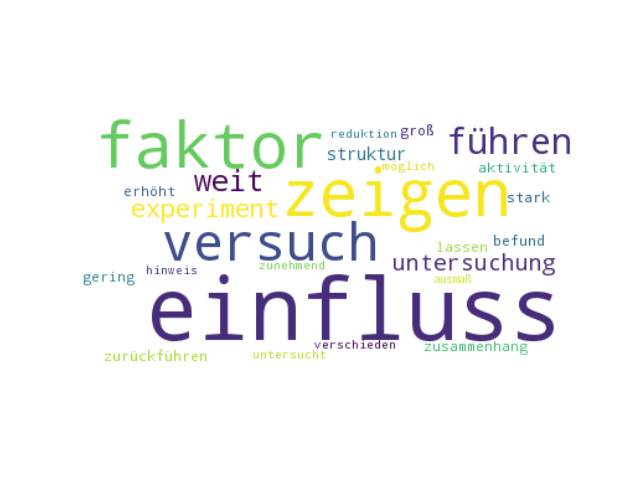 faktor reduktion groß führen
struktur
möglich aktivität
weit zeigen
erhöht stark
experiment
versuch befund
lassen
zunehmend untersuchung
gering hinweis
ausmaß
einfluss
verschieden zusammenhang
zurückführen untersucht